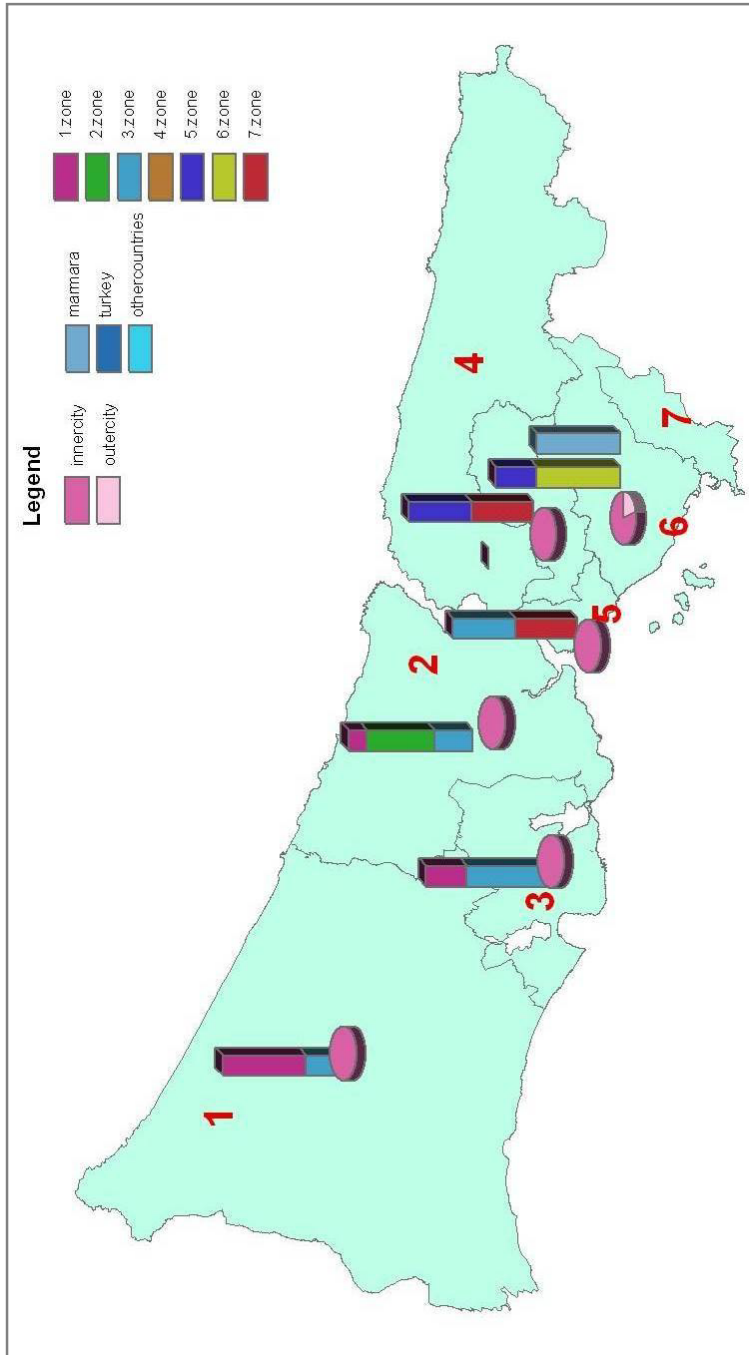 Legend
innercity
outercity
marmara
turkey
othercountries
1.zone
2.zone
3.zone
4.zone
5.zone
6.zone
7.zone
1
2
3
4
5
6
7